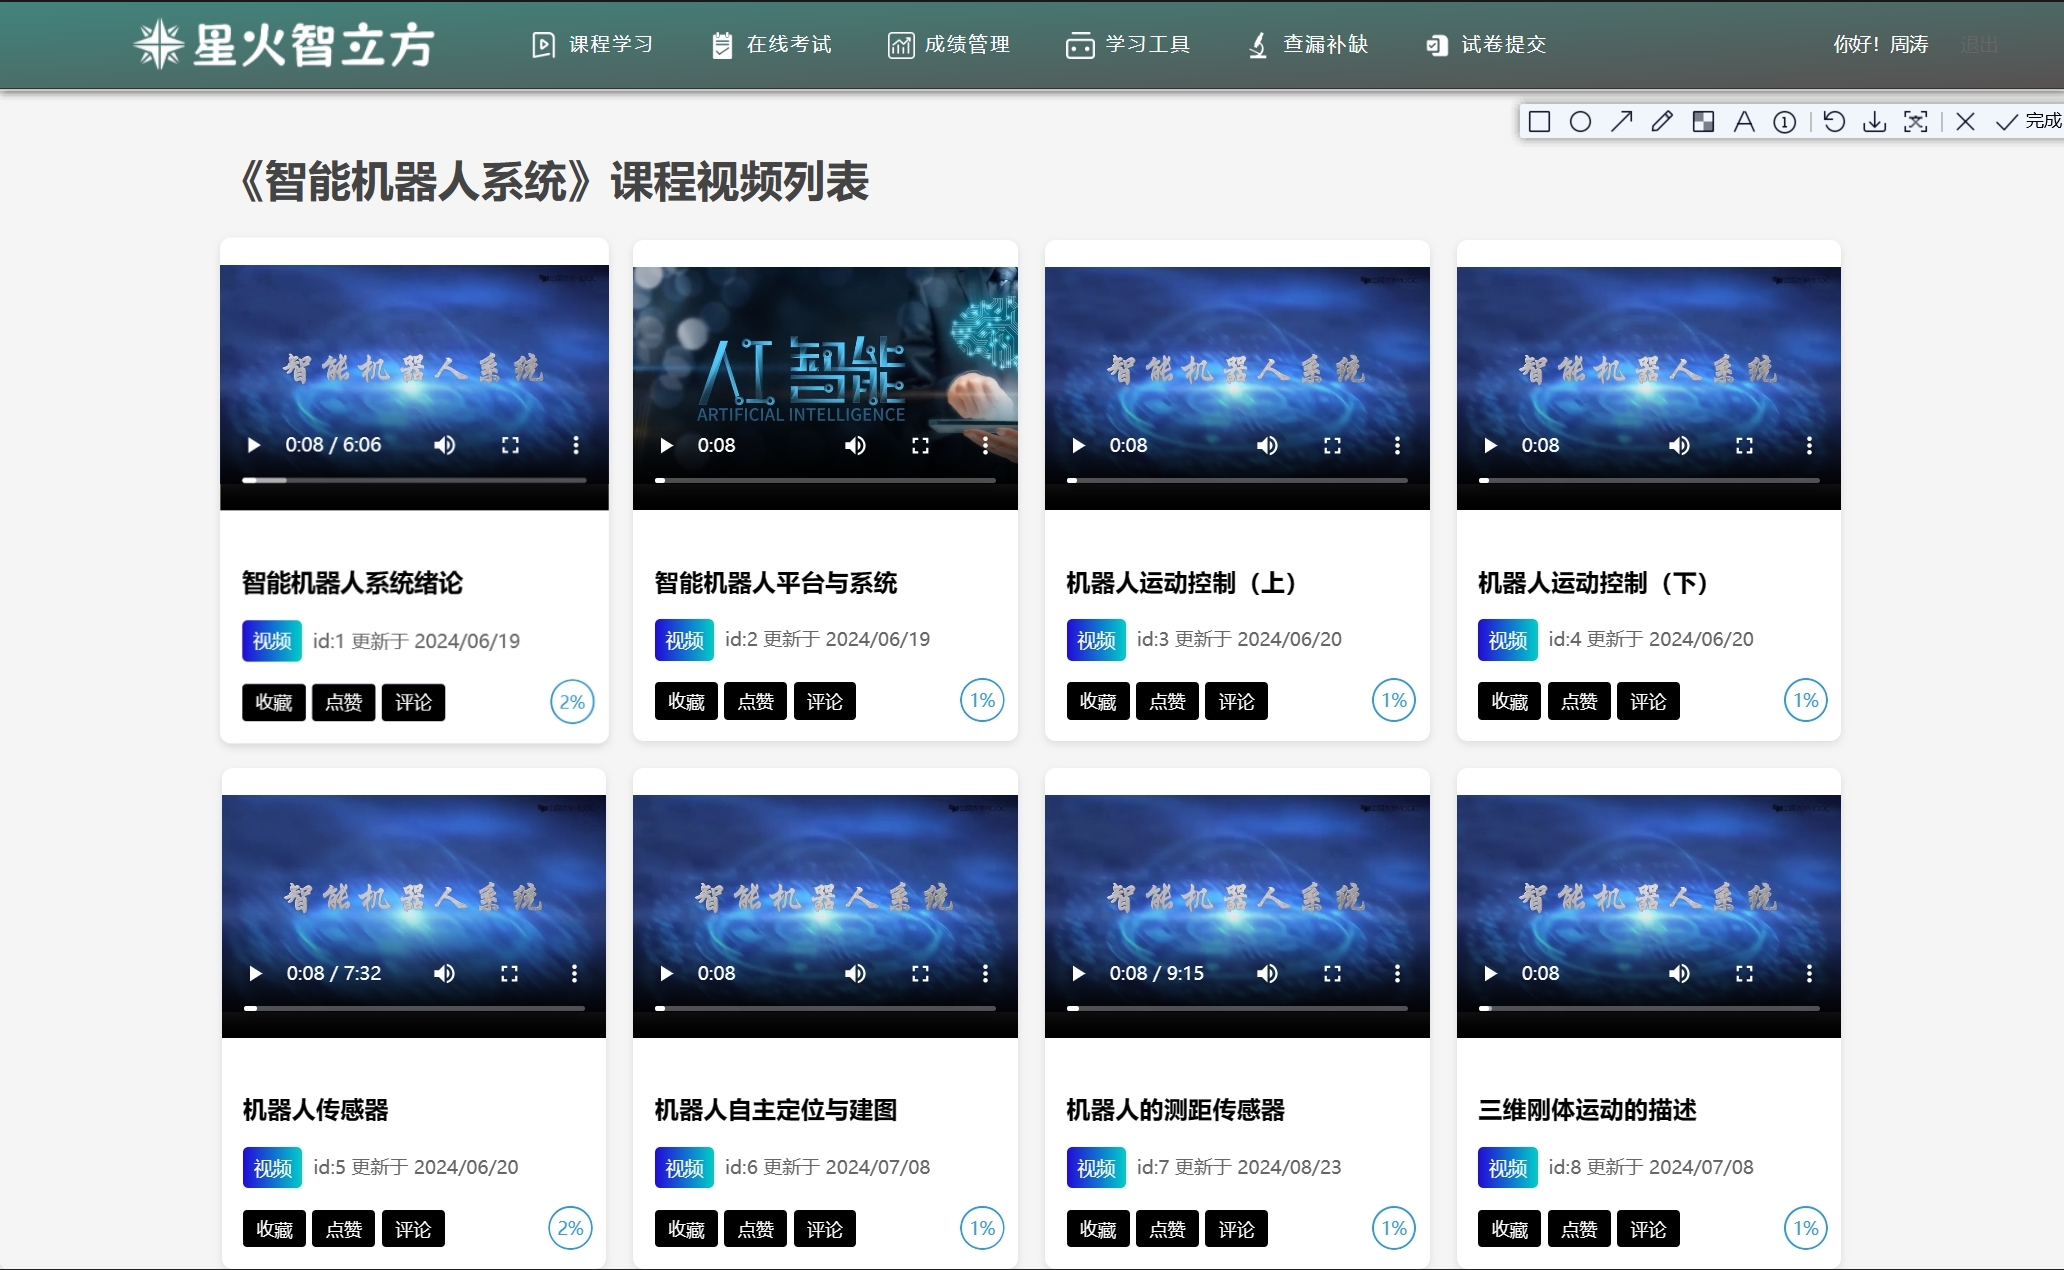 星火智立方 课程学习 在线考试 成绩管理 学习工具 查漏补缺 试卷提交 你好！周涛 退出
完成
《智能机器人系统》课程视频列表
智能机器人系统 人工智能 智能机器人系统 智能机器人系统
ARTIFICIAL INTELLIGENCE
0:08 / 6:06 0:08 0:08 0:08
智能机器人系统绪论 智能机器人平台与系统 机器人运动控制（上） 机器人运动控制（下）
视频 id:1 更新于 2024/06/19 视频 id:2 更新于 2024/06/19 视频 id:3 更新于 2024/06/20 视频 id:4 更新于 2024/06/20
收藏 点赞 评论 2% 收藏 点赞 评论 1% 收藏 点赞 评论 1% 收藏 点赞 评论 1%
智能机器人系统 智能机器人系统 智能机器人系统 智能机器人系统
0:08 / 7:32 0:08 0:08 / 9:15 0:08
机器人传感器 机器人自主定位与建图 机器人的测距传感器 三维刚体运动的描述
视频 id:5 更新于 2024/06/20 视频 id:6 更新于 2024/07/08 视频 id:7 更新于 2024/08/23 视频 id:8 更新于 2024/07/08
收藏 点赞 评论 2% 收藏 点赞 评论 1% 收藏 点赞 评论 1% 收藏 点赞 评论 1%